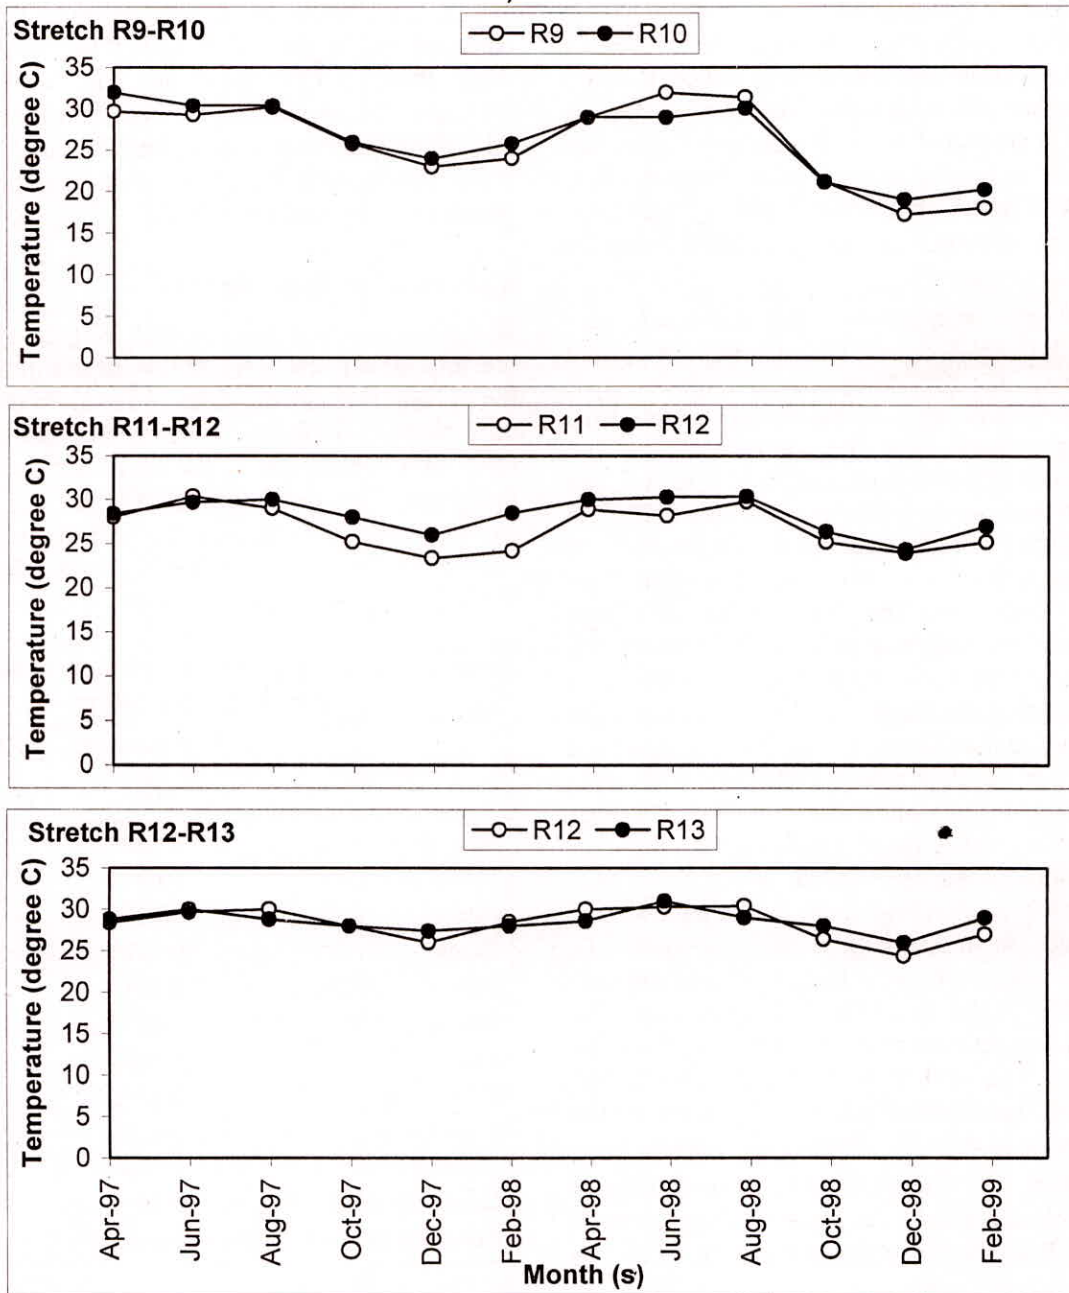 Stretch R9-R10
R9 R10
Temperature (degree C)
35
30
25
20
15
10
5
0
Stretch R11-R12
R11 R12
Temperature (degree C)
35
30
25
20
15
10
5
0
Stretch R12-R13
R12 R13
Temperature (degree C)
35
30
25
20
15
10
5
0
Apr-97 Jun-97 Aug-97 Oct-97 Dec-97 Feb-98 Apr-98 Jun-98 Aug-98 Oct-98 Dec-98 Feb-99
Month (s)